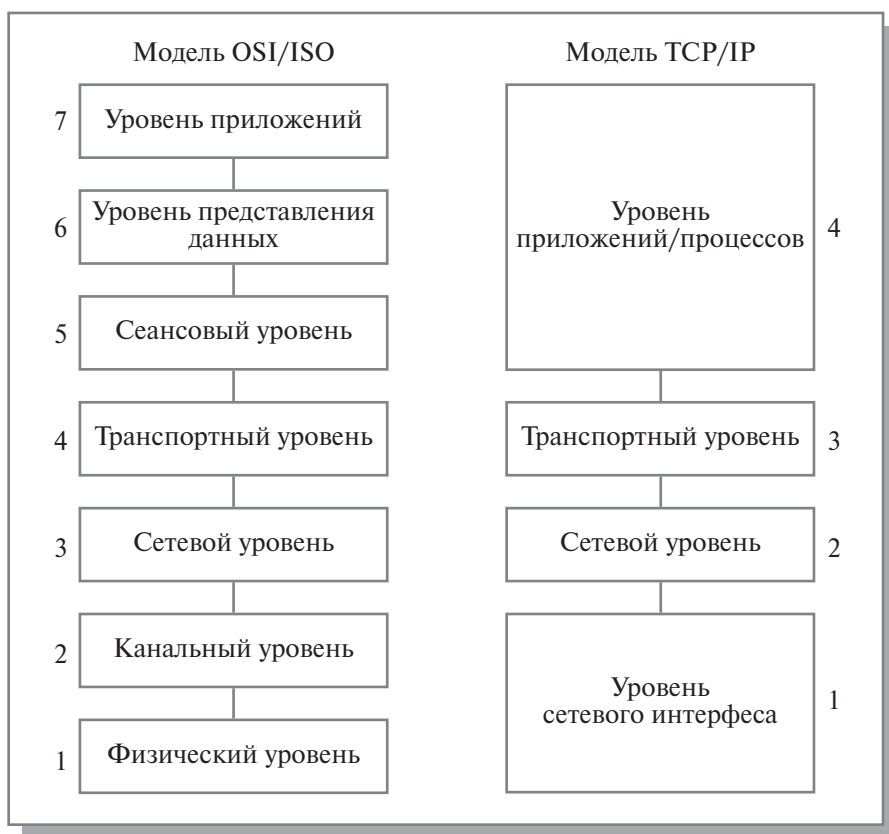 Модель OSI/ISO
7
Уровень приложений
6
Уровень представления
данных
5
Сеансовый уровень
4
Транспортный уровень
3
Сетевой уровень
2
Канальный уровень
1
Физический уровень
Модель TCP/IP
Уровень
приложений/процессов
4
Транспортный уровень
3
Сетевой уровень
2
Уровень
сетевого интерфеса
1